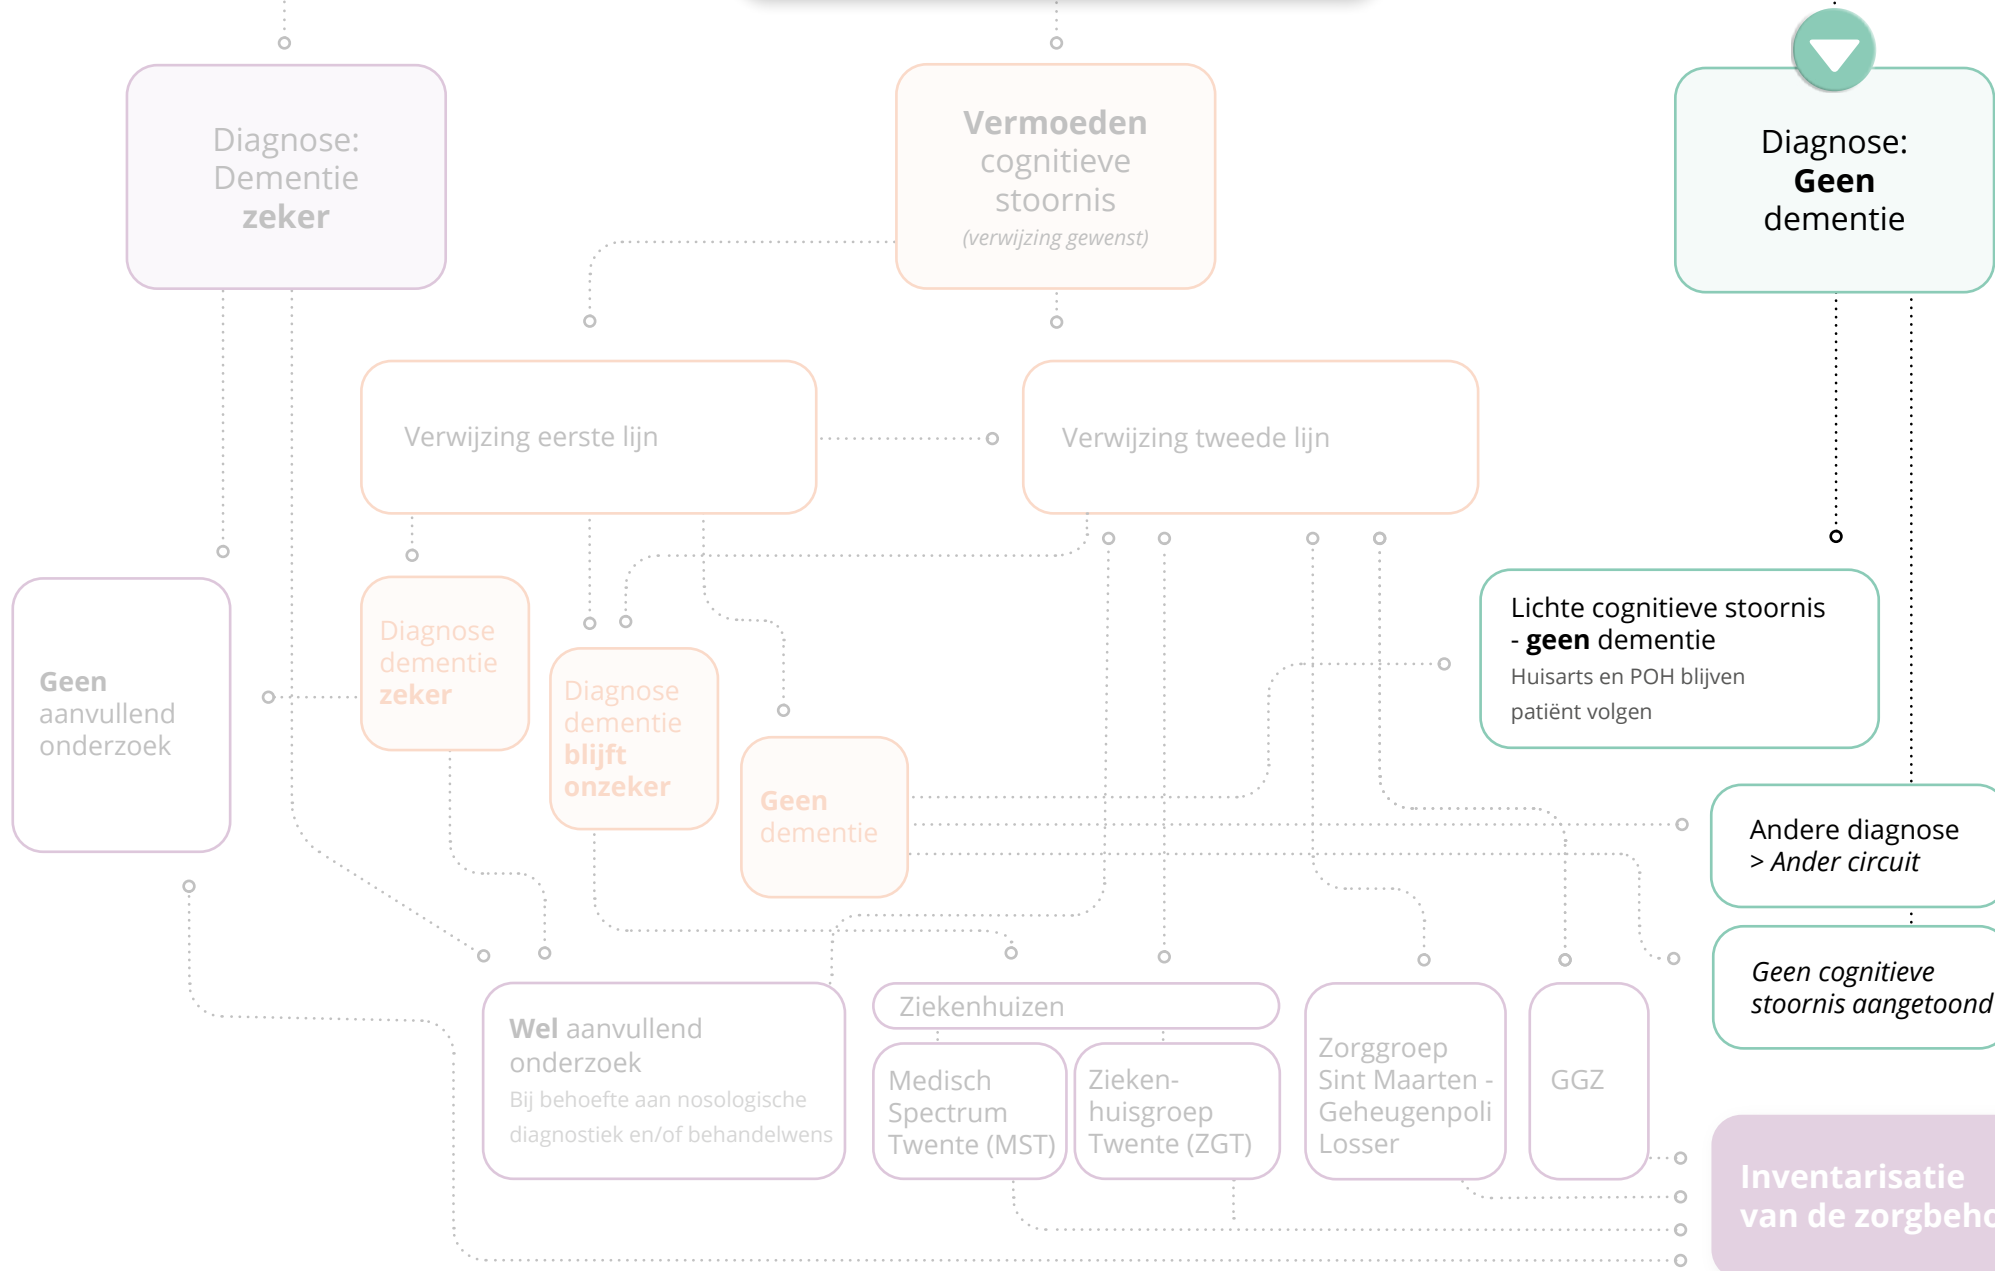 Diagnose:
Dementie
zeker
Vermoeden
cognitieve
stoornis
(verwijzing gewenst)
Diagnose:
Geen
dementie
Verwijzing eerste lijn
Verwijzing tweede lijn
Geen
aanvullend
onderzoek
Diagnose
dementie
zeker
Diagnose
dementie
blijft
onzeker
Geen
dementie
Lichte cognitieve stoornis
- geen dementie
Huisarts en POH blijven
patiënt volgen
Andere diagnose
> Ander circuit
Geen cognitieve
stoornis aangetoond
Wel aanvullend
onderzoek
Bij behoefte aan nosologische
diagnostiek en/of behandelwens
Ziekenhuizen
Medisch
Spectrum
Twente (MST)
Zieken-
huisgroep
Twente (ZGT)
Zorggroep
Sint Maarten -
Geheugenpoli
Losser
GGZ
Inventarisatie
van de zorgbeho